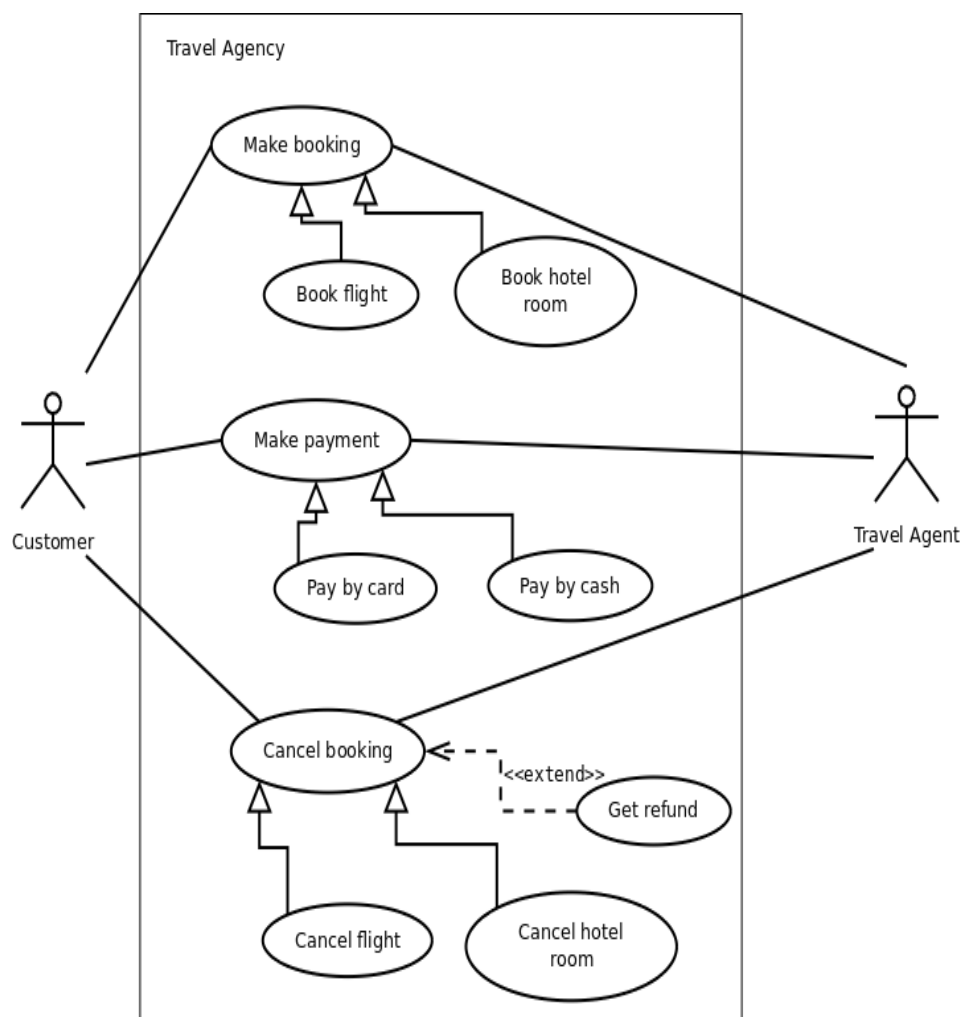 Travel Agency
Make booking
Book flight
Book hotel
room
Make payment
Customer
Travel Agent
Pay by card
Pay by cash
Cancel booking
<<extend>>
Get refund
Cancel flight
Cancel hotel
room